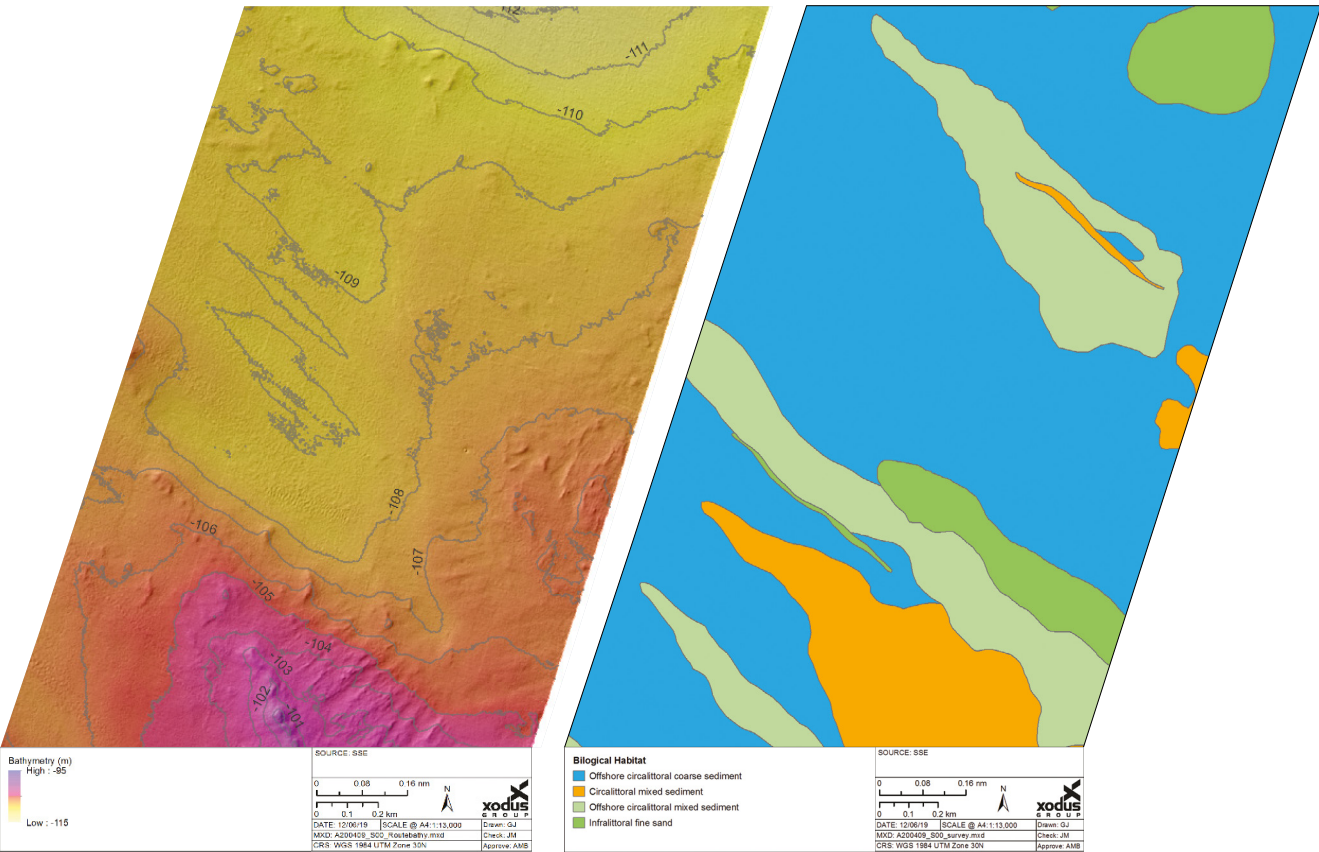 -112
-111
-110
-109
-108
-107
-106
-105
-104
-103
-102
-101
Bathymetry (m)
High : -95
Low : -115
SOURCE: SSE
0 0.08 0.16 nm
0 0.1 0.2 km
N
xodus
GROUP
DATE: 12/06/19 SCALE @ A4:1:13,000 Drawn: GJ
MXD: A200409_S00_Routebathy.mxd Check: JM
CRS: WGS 1984 UTM Zone 30N Approve: AMB
Bilogical Habitat
Offshore circalittoral coarse sediment
Circalittoral mixed sediment
Offshore circalittoral mixed sediment
Infralittoral fine sand
SOURCE: SSE
0 0.08 0.16 nm
0 0.1 0.2 km
N
xodus
GROUP
DATE: 12/06/19 SCALE @ A4:1:13,000 Drawn: GJ
MXD: A200409_S00_survey.mxd Check: JM
CRS: WGS 1984 UTM Zone 30N Approve: AMB